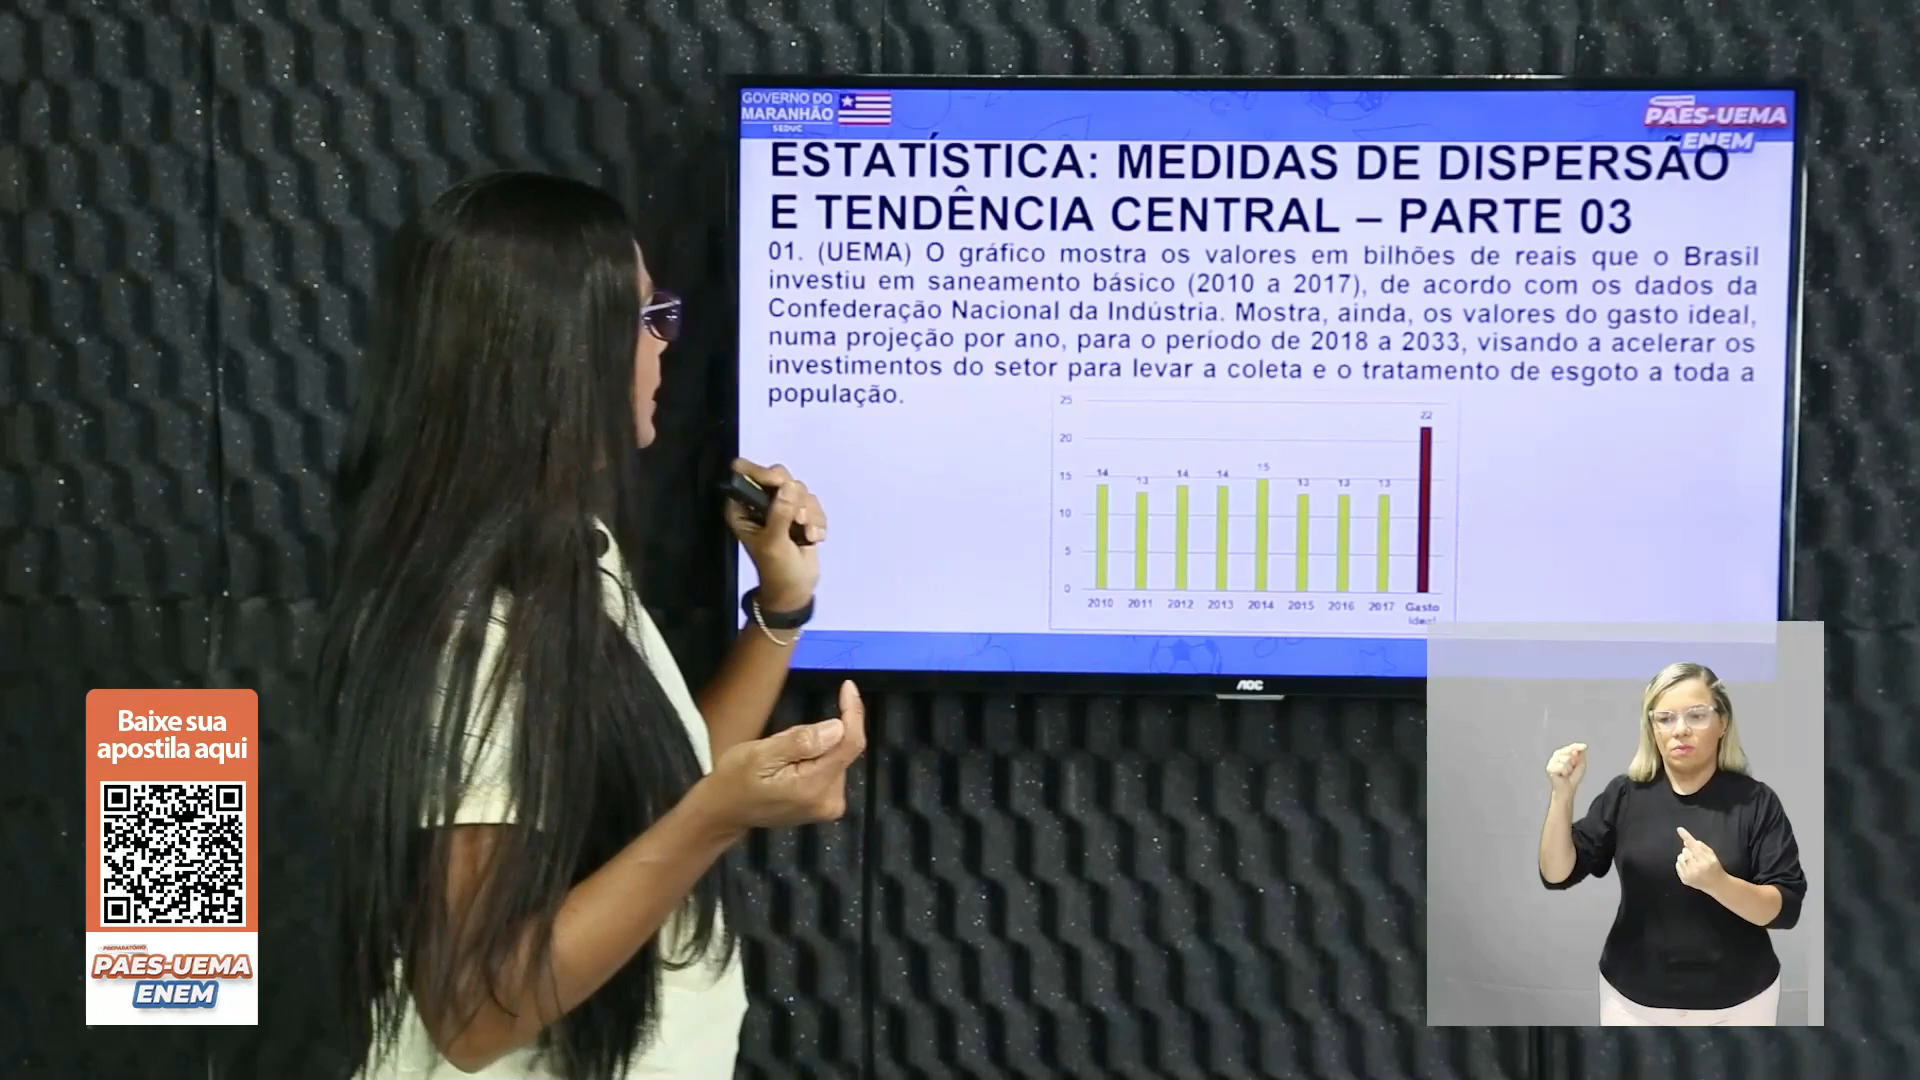 GOVERNO DO
MARANHÃO
SEDUC
PAES-UEMA
ENEM
ESTATÍSTICA: MEDIDAS DE DISPERSÃO
E TENDÊNCIA CENTRAL – PARTE 03
01. (UEMA) O gráfico mostra os valores em bilhões de reais que o Brasil
investiu em saneamento básico (2010 a 2017), de acordo com os dados da
Confederação Nacional da Indústria. Mostra, ainda, os valores do gasto ideal,
numa projeção por ano, para o período de 2018 a 2033, visando a acelerar os
investimentos do setor para levar a coleta e o tratamento de esgoto a toda a
população.
25
20
15
10
5
0
14 13 14 14 15 13 13 13 22
2010 2011 2012 2013 2014 2015 2016 2017 Gasto
ideal
AOC
Baixe sua
apostila aqui
PREPARATÓRIO
PAES-UEMA
ENEM